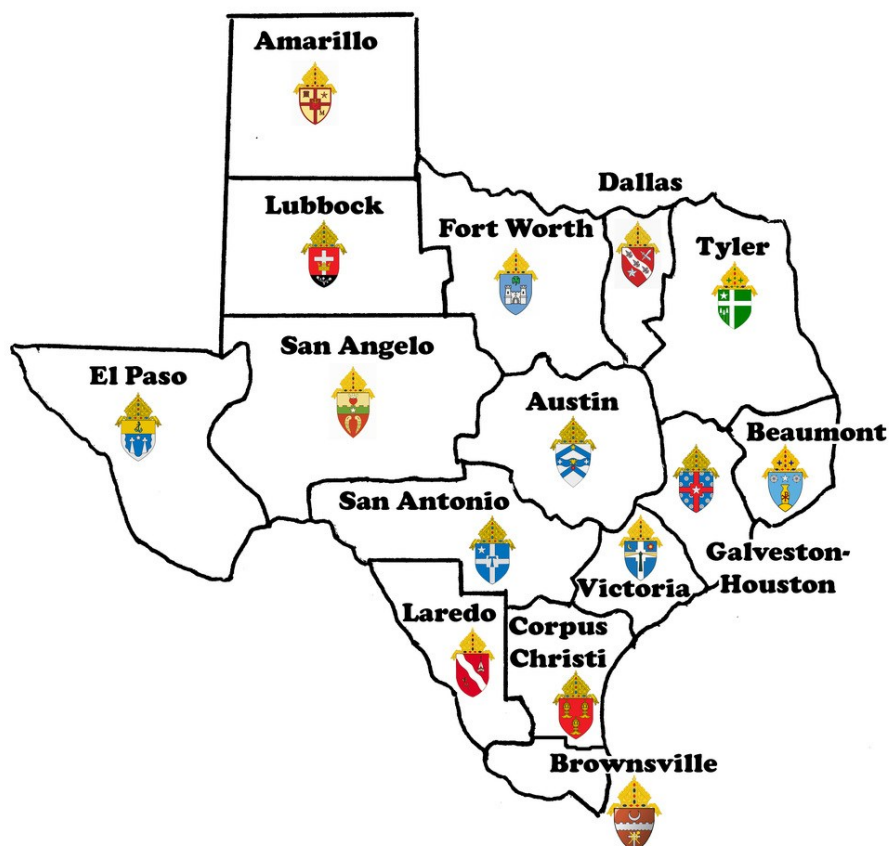 Amarillo
Lubbock
Dallas
Fort Worth
Tyler
San Angelo
El Paso
Austin
Beaumont
San Antonio
Galveston-
Houston
Victoria
Laredo
Corpus
Christi
Brownsville